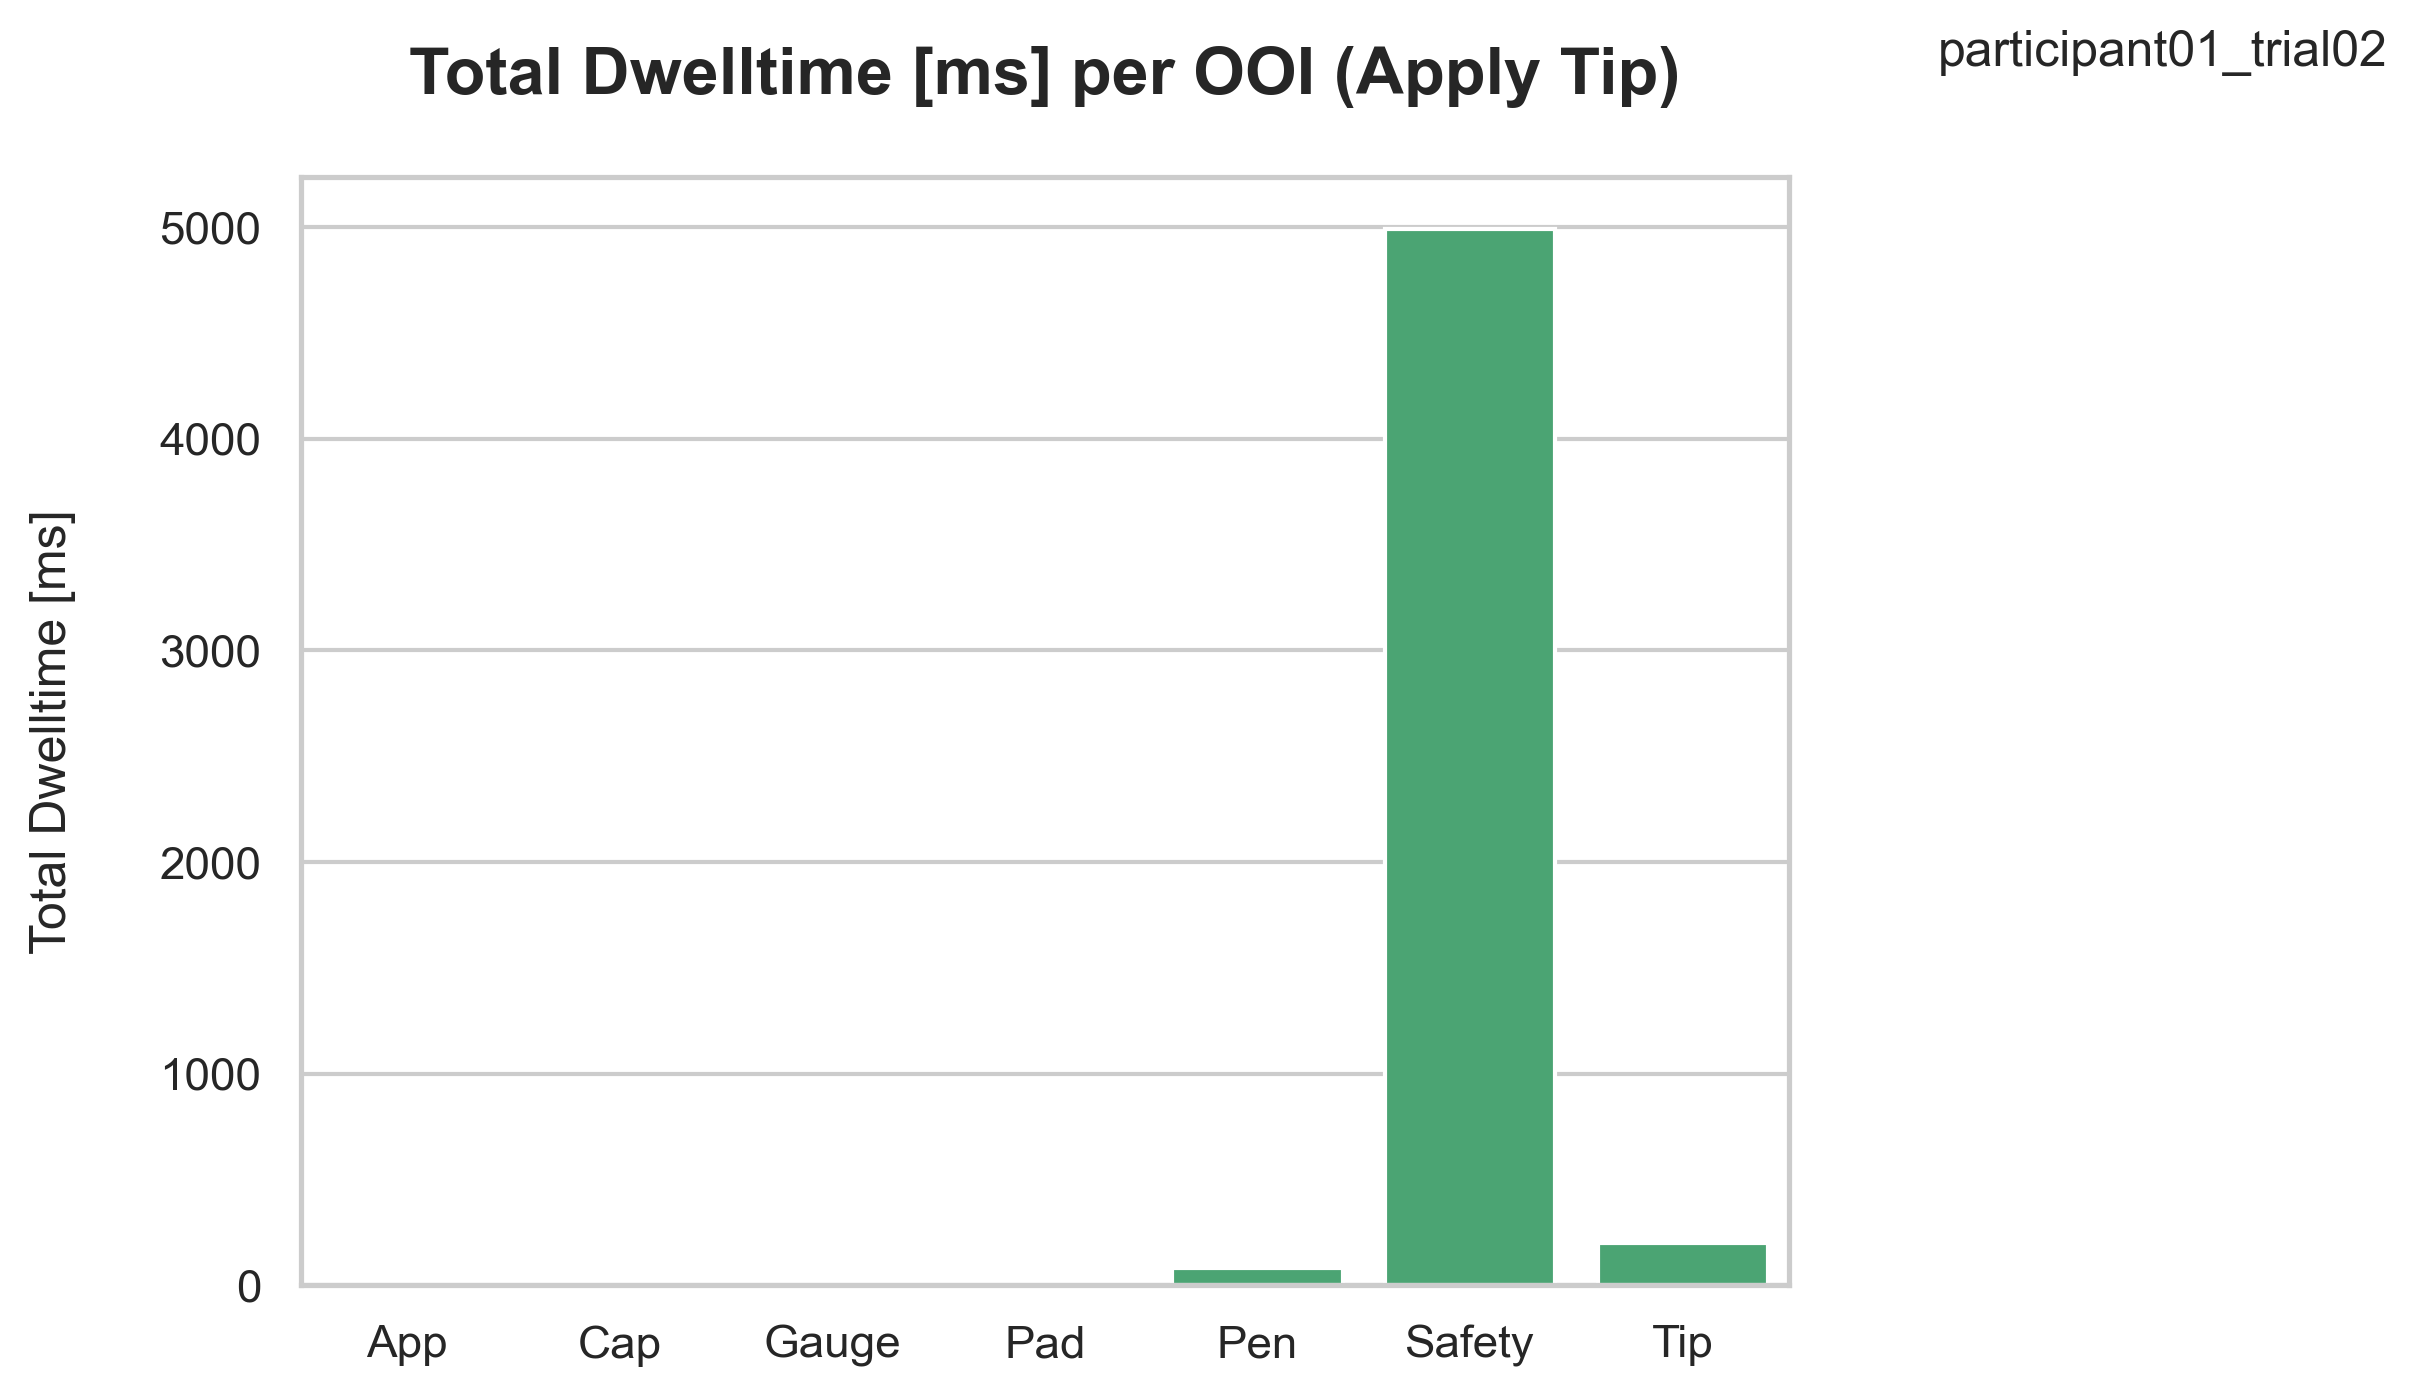 participant01_trial02
Total Dwelltime [ms] per OOI (Apply Tip)
Total Dwelltime [ms]
5000
4000
3000
2000
1000
0
App Cap Gauge Pad Pen Safety Tip